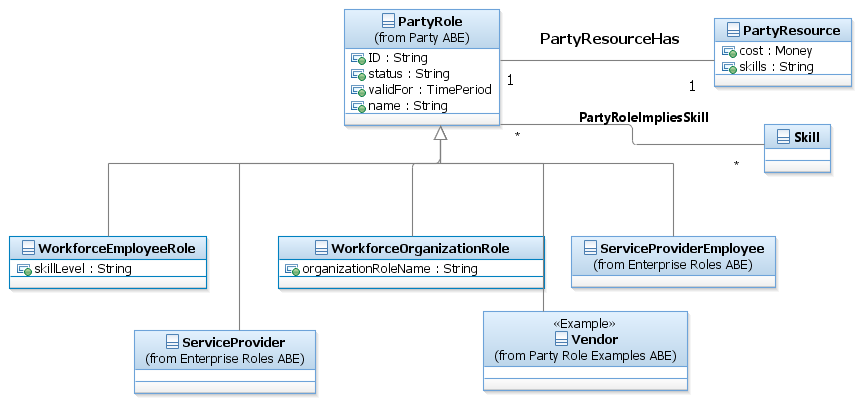 PartyRole
(from Party ABE)
ID : String
status : String
validFor : TimePeriod
name : String
PartyResourceHas
1
1
PartyResource
cost : Money
skills : String
PartyRoleImpliesSkill
*
*
Skill
WorkforceEmployeeRole
skillLevel : String
WorkforceOrganizationRole
organizationRoleName : String
ServiceProviderEmployee
(from Enterprise Roles ABE)
ServiceProvider
(from Enterprise Roles ABE)
«Example»
Vendor
(from Party Role Examples ABE)